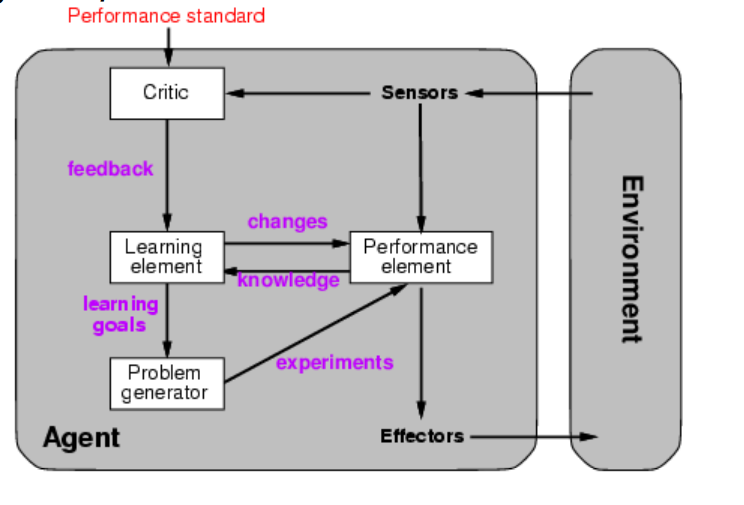 Performance standard
Critic
Sensors
feedback
changes
Learning
element
Performance
element
knowledge
learning
goals
experiments
Problem
generator
Agent
Effectors
Environment